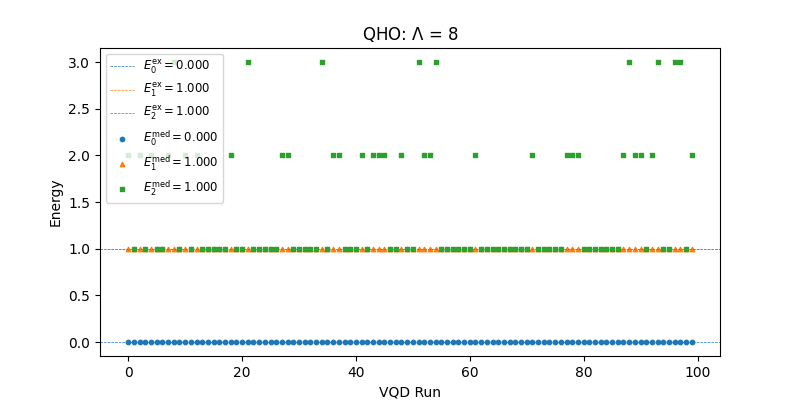 QHO: Λ = 8
Energy
3.0
2.5
2.0
1.5
1.0
0.5
0.0
E_0^ex = 0.000
E_1^ex = 1.000
E_2^ex = 1.000
E_0^med = 0.000
E_1^med = 1.000
E_2^med = 1.000
0 20 40 60 80 100
VQD Run